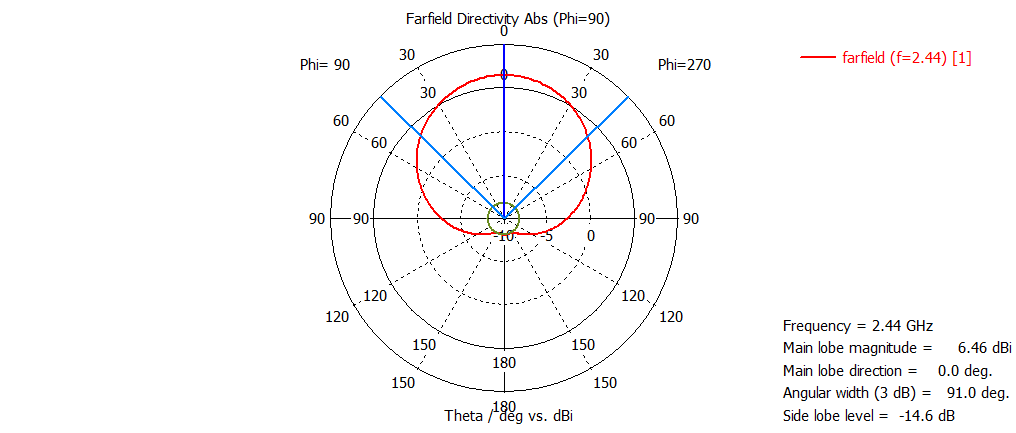 Farfield Directivity Abs (Phi=90)
0
30 30
Phi= 90 Phi=270
farfield (f=2.44) [1]
0
30 30
60 60
60 60
90 90 90 90
-10 -5 0
120 120
120 120
150 150
180
150 150
180
Theta / deg vs. dBi
Frequency = 2.44 GHz
Main lobe magnitude = 6.46 dBi
Main lobe direction = 0.0 deg.
Angular width (3 dB) = 91.0 deg.
Side lobe level = -14.6 dB